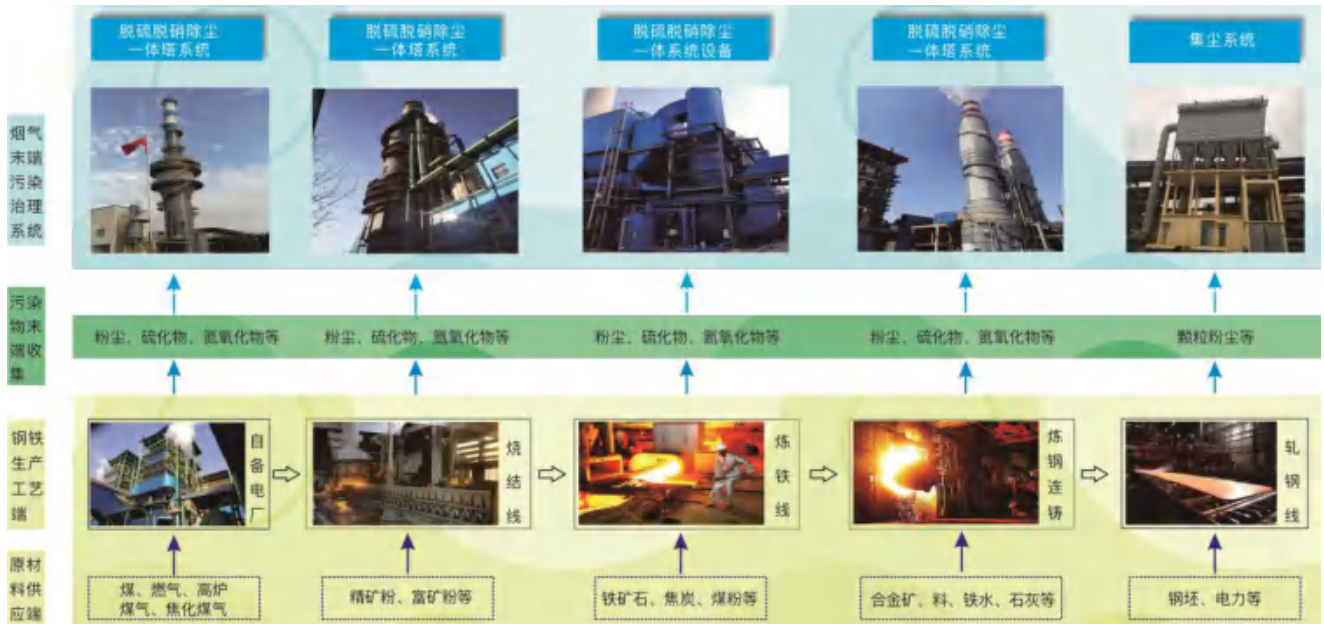 脱硫脱硝除尘
一体塔系统
脱硫脱硝除尘
一体塔系统
脱硫脱硝除尘
一体系统设备
脱硫脱硝除尘
一体塔系统
集尘系统
烟气
末端
污染
治理
系统
污染
物末
端收
集
粉尘、硫化物、氮氧化物等
粉尘、硫化物、氮氧化物等
粉尘、硫化物、氮氧化物等
粉尘、硫化物、氮氧化物等
颗粒粉尘等
钢铁
生产
工艺
端
自备电厂
烧结线
炼铁线
炼钢连铸
轧钢线
原材
料供
应端
煤、燃气、高炉
煤气、焦化煤气
精矿粉、富矿粉等
铁矿石、焦炭、煤粉等
合金矿、料、铁水、石灰等
钢坯、电力等